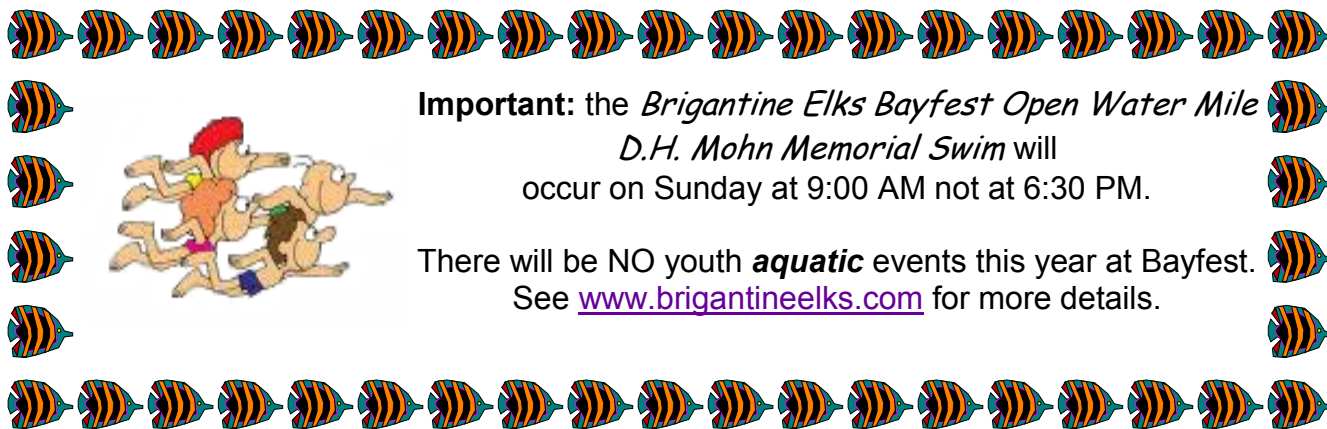 Important: the Brigantine Elks Bayfest Open Water Mile
D.H. Mohn Memorial Swim will
occur on Sunday at 9:00 AM not at 6:30 PM.
There will be NO youth aquatic events this year at Bayfest.
See www.brigantineelks.com for more details.